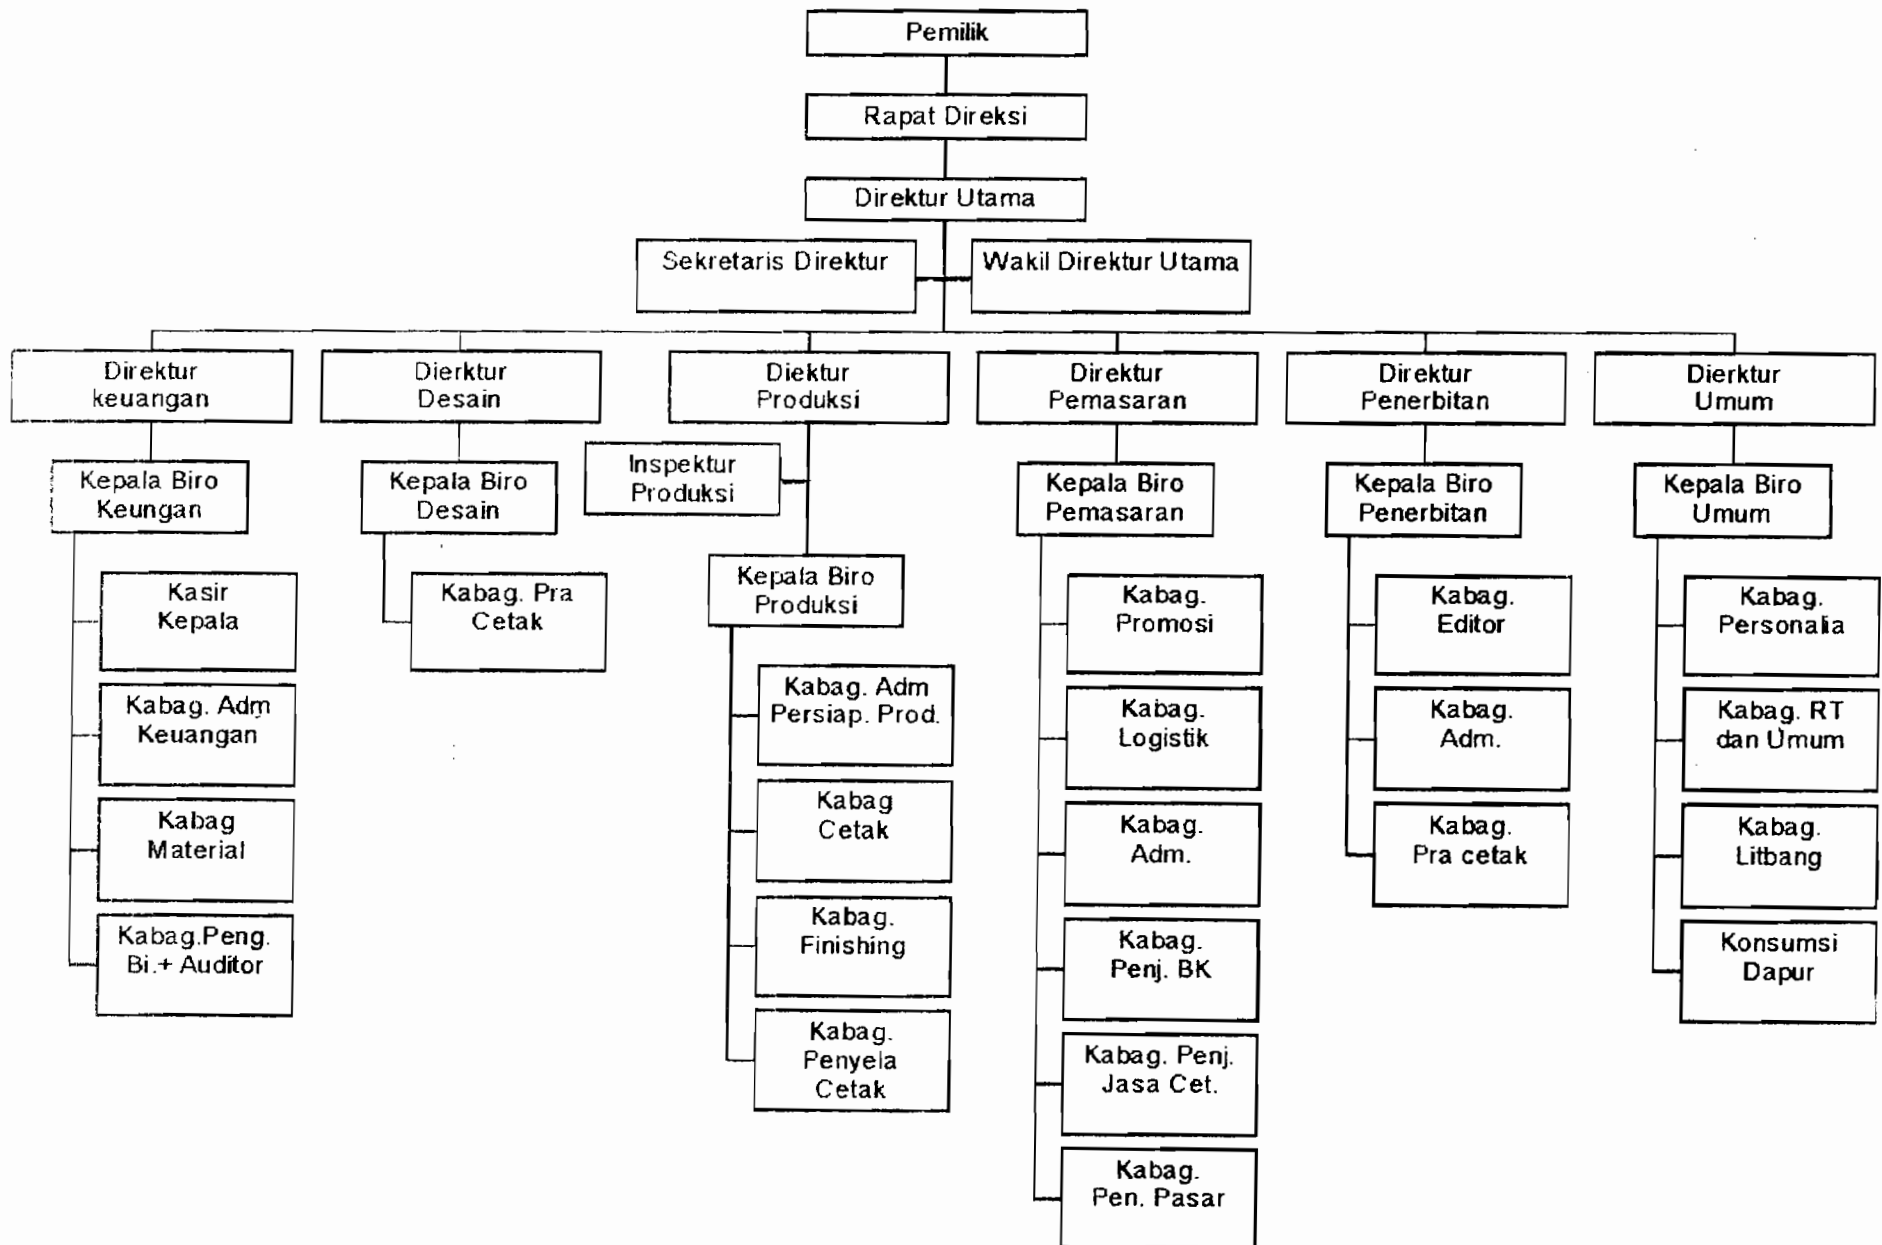 Pemilik
Rapat Direksi
Direktur Utama
Sekretaris Direktur
Wakil Direktur Utama
Direktur
keuangan
Dierktur
Desain
Diektur
Produksi
Direktur
Pemasaran
Direktur
Penerbitan
Dierktur
Umum
Kepala Biro
Keungan
Kasir
Kepala
Kabag. Adm
Keuangan
Kabag
Material
Kabag.Peng.
Bi.+ Auditor
Kepala Biro
Desain
Kabag. Pra
Cetak
Inspektur
Produksi
Kepala Biro
Produksi
Kabag. Adm
Persiap. Prod.
Kabag
Cetak
Kabag.
Finishing
Kabag.
Penyela
Cetak
Kepala Biro
Pemasaran
Kabag.
Promosi
Kabag.
Logistik
Kabag.
Adm.
Kabag.
Penj. BK
Kabag. Penj.
Jasa Cet.
Kabag.
Pen. Pasar
Kepala Biro
Penerbitan
Kabag.
Editor
Kabag.
Adm.
Kabag.
Pra cetak
Kepala Biro
Umum
Kabag.
Personalia
Kabag. RT
dan Umum
Kabag.
Litbang
Konsumsi
Dapur